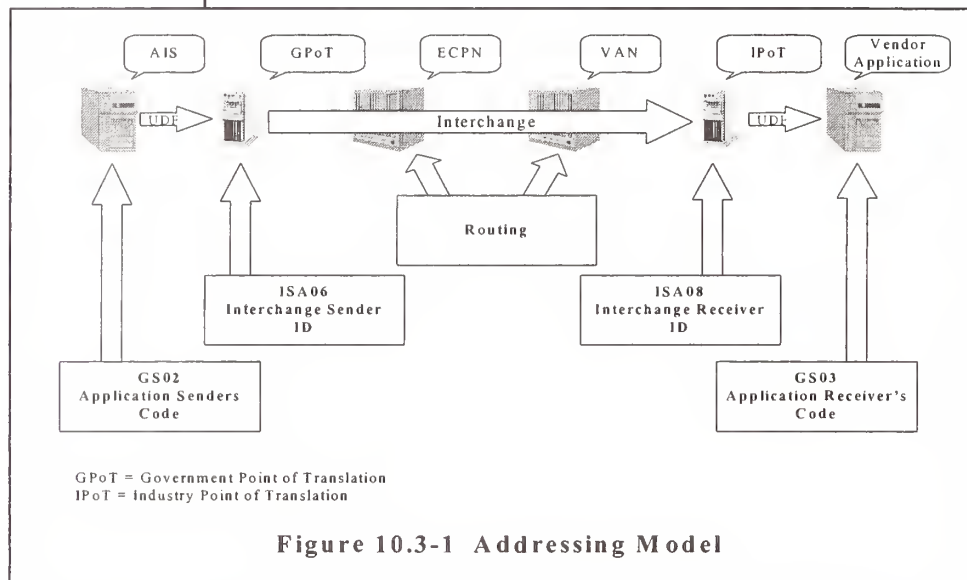 AIS
GPoT
ECPN
VAN
IPoT
Vendor
Application
UDF
Interchange
UDF
Routing
ISA06
Interchange Sender
ID
ISA08
Interchange Receiver
ID
GS02
Application Senders
Code
GS03
Application Receiver's
Code
GPoT = Government Point of Translation
IPoT = Industry Point of Translation
Figure 10.3-1 Addressing Model